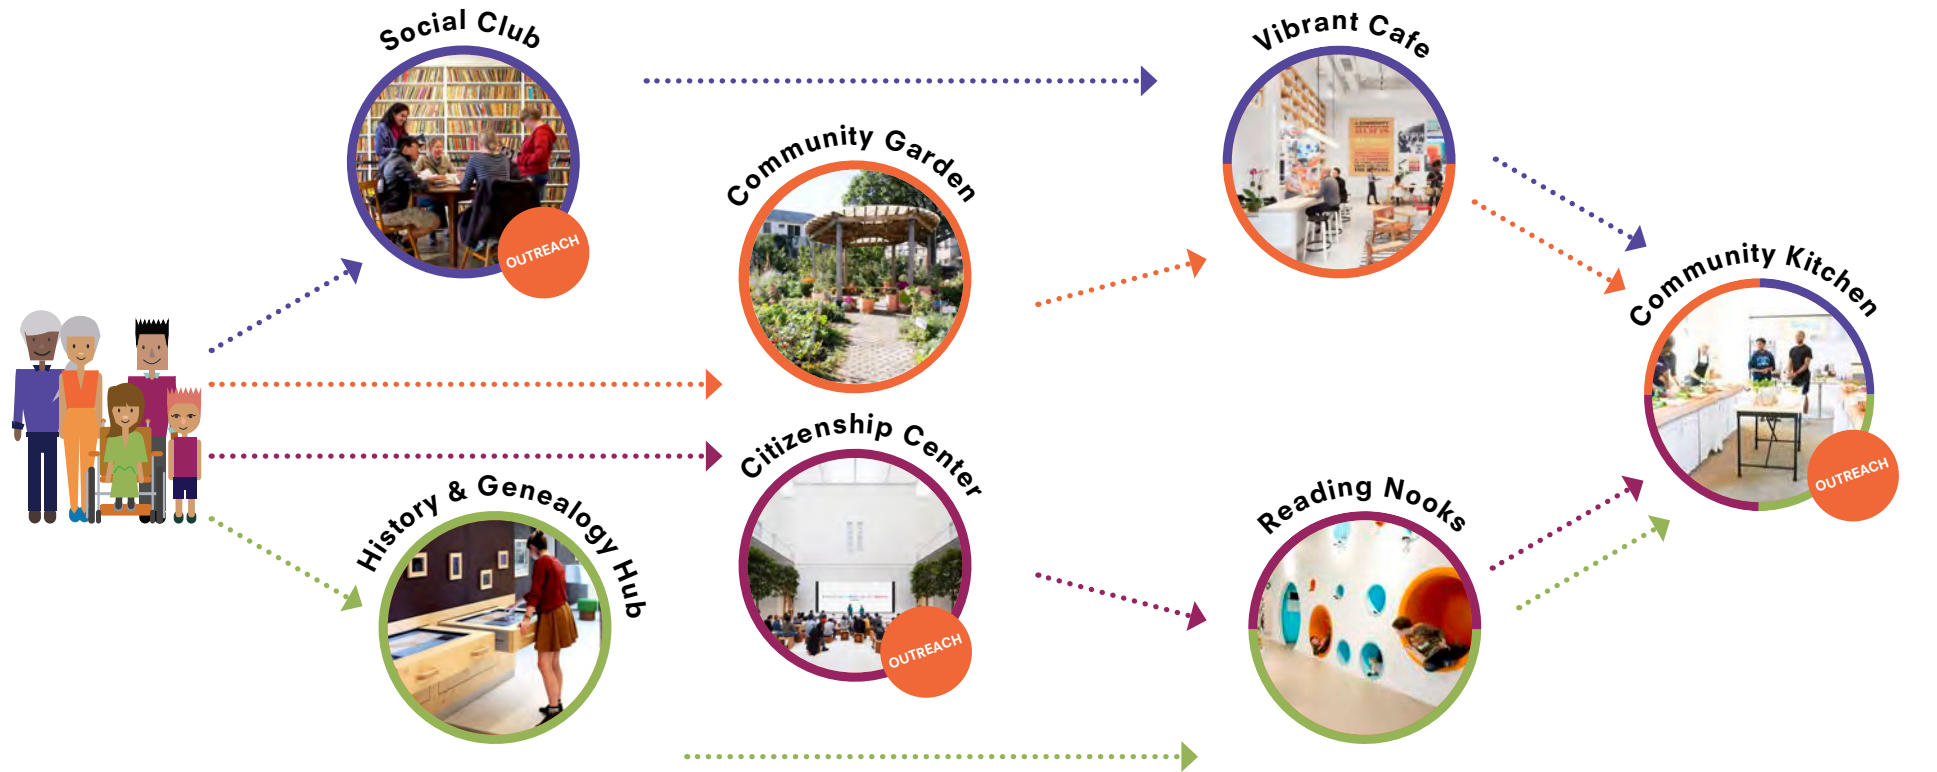 Social Club
OUTREACH
Vibrant Cafe
Community Garden
Community Kitchen
OUTREACH
Citizenship Center
OUTREACH
History & Genealogy Hub
Reading Nooks